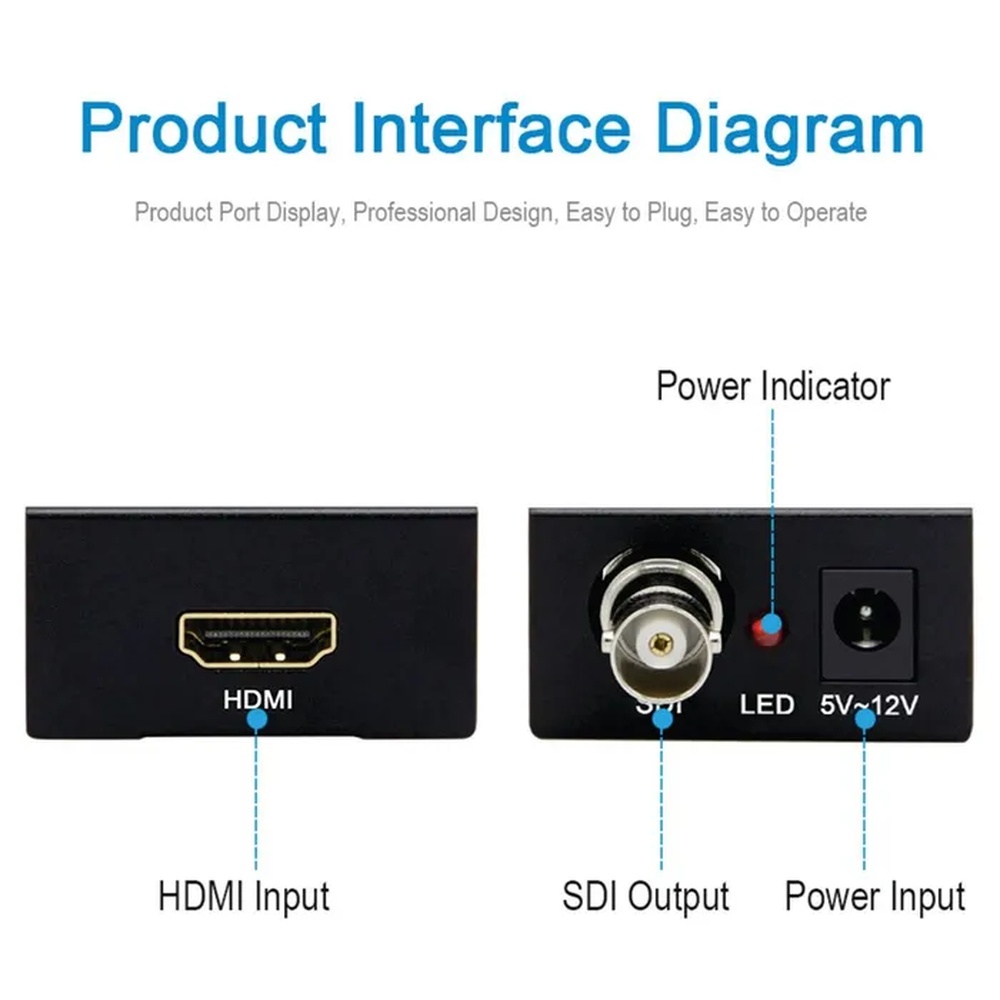 Product Interface Diagram
Product Port Display, Professional Design, Easy to Plug, Easy to Operate
Power Indicator
HDMI
SDI
LED
5V~12V
HDMI Input
SDI Output
Power Input